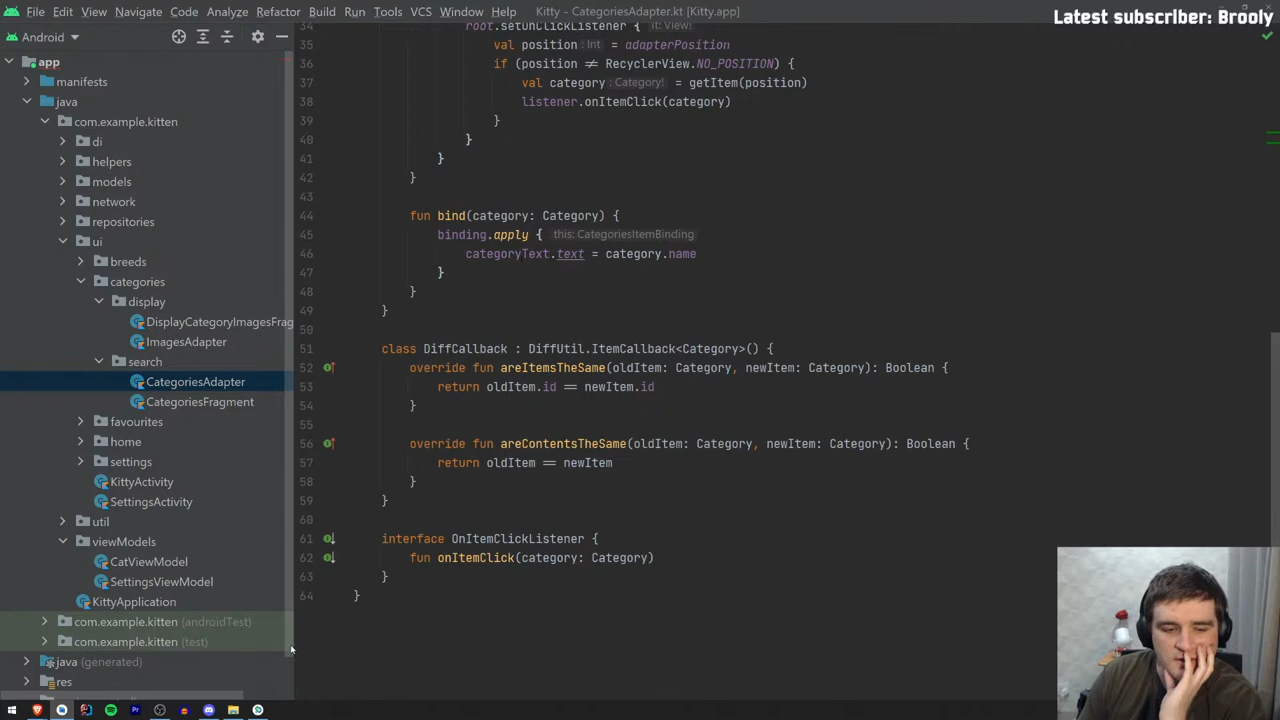 File Edit View Navigate Code Analyze Refactor Build Run Tools VCS Window Help Kitty - CategoriesAdapter.kt [Kitty.app]
Latest subscriber: Brooly
Android
app
manifests
java
com.example.kitten
di
helpers
models
network
repositories
ui
breeds
categories
display
DisplayCategoryImagesFrag
ImagesAdapter
search
CategoriesAdapter
CategoriesFragment
favourites
home
settings
KittyActivity
SettingsActivity
util
viewModels
CatViewModel
SettingsViewModel
KittyApplication
com.example.kitten (androidTest)
com.example.kitten (test)
java (generated)
res
34 root.setOnClickListener { it: View!
35 val position : Int = adapterPosition
36 if (position ≠ RecyclerView.NO_POSITION) {
37 val category : Category! = getItem(position)
38 listener.onItemClick(category)
39 }
40 }
41 }
42 }
43
44 fun bind(category: Category) {
45 binding.apply { this: CategoriesItemBinding
46 categoryText.text = category.name
47 }
48 }
49 }
50
51 class DiffCallback : DiffUtil.ItemCallback<Category>() {
52 override fun areItemsTheSame(oldItem: Category, newItem: Category): Boolean {
53 return oldItem.id == newItem.id
54 }
55
56 override fun areContentsTheSame(oldItem: Category, newItem: Category): Boolean {
57 return oldItem == newItem
58 }
59 }
60
61 interface OnItemClickListener {
62 fun onItemClick(category: Category)
63 }
64 }